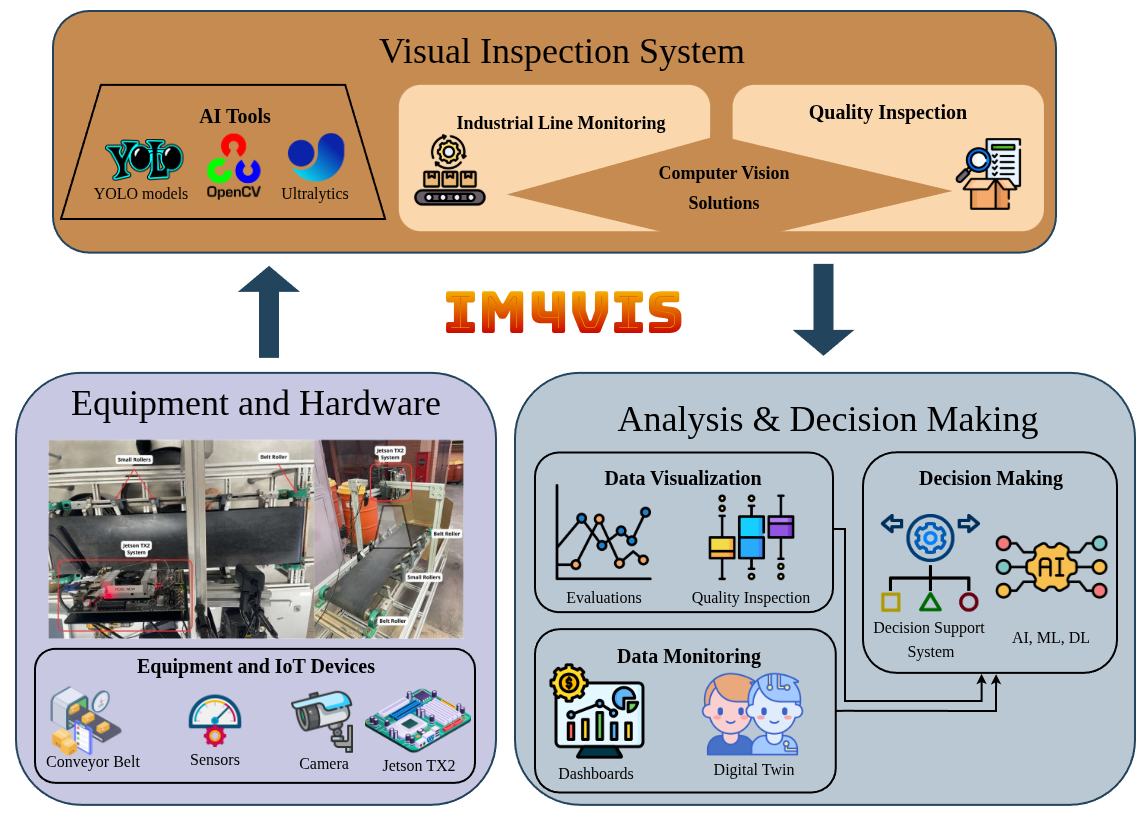 Visual Inspection System
AI Tools
YOLO
OpenCV
YOLO models
Ultralytics
Industrial Line Monitoring
Quality Inspection
Computer Vision
Solutions
IM4VIS
Equipment and Hardware
Small Rollers
Belt Roller
Jetson TX2
System
Jetson TX2
System
Belt Roller
Small Rollers
Belt Roller
Equipment and IoT Devices
Conveyor Belt
Sensors
Camera
Jetson TX2
Analysis & Decision Making
Data Visualization
Evaluations
Quality Inspection
Data Monitoring
$
Dashboards
Digital Twin
Decision Making
Decision Support
System
AI
AI, ML, DL